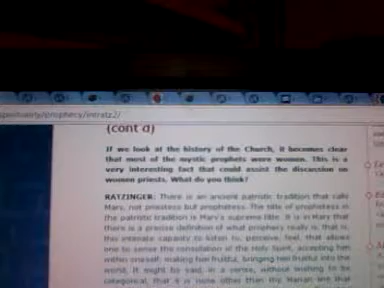 spirituality/prophecy/intratz2/
(cont d)
If we look at the history of the Church, it becomes clear
that most of the mystic prophets were women. This is a
very interesting fact that could assist the discussion on
women priests. What do you think?
RATZINGER: There is an ancient patristic tradition that calls
Mary, not priestess but prophetess. The title of prophetess in
the patristic tradition is Mary's supreme title. It is in Mary that
there is a precise definition of what prophecy really is, that is,
this intimate capacity to listen to, perceive, feel, that allows
one to sense the consolation of the Holy Spirit, accepting him
within oneself, making him fruitful, bringing him fruitful into the
world. It might be said, in a sense, without wishing to be
categorical, that it is none other than the Marian line that